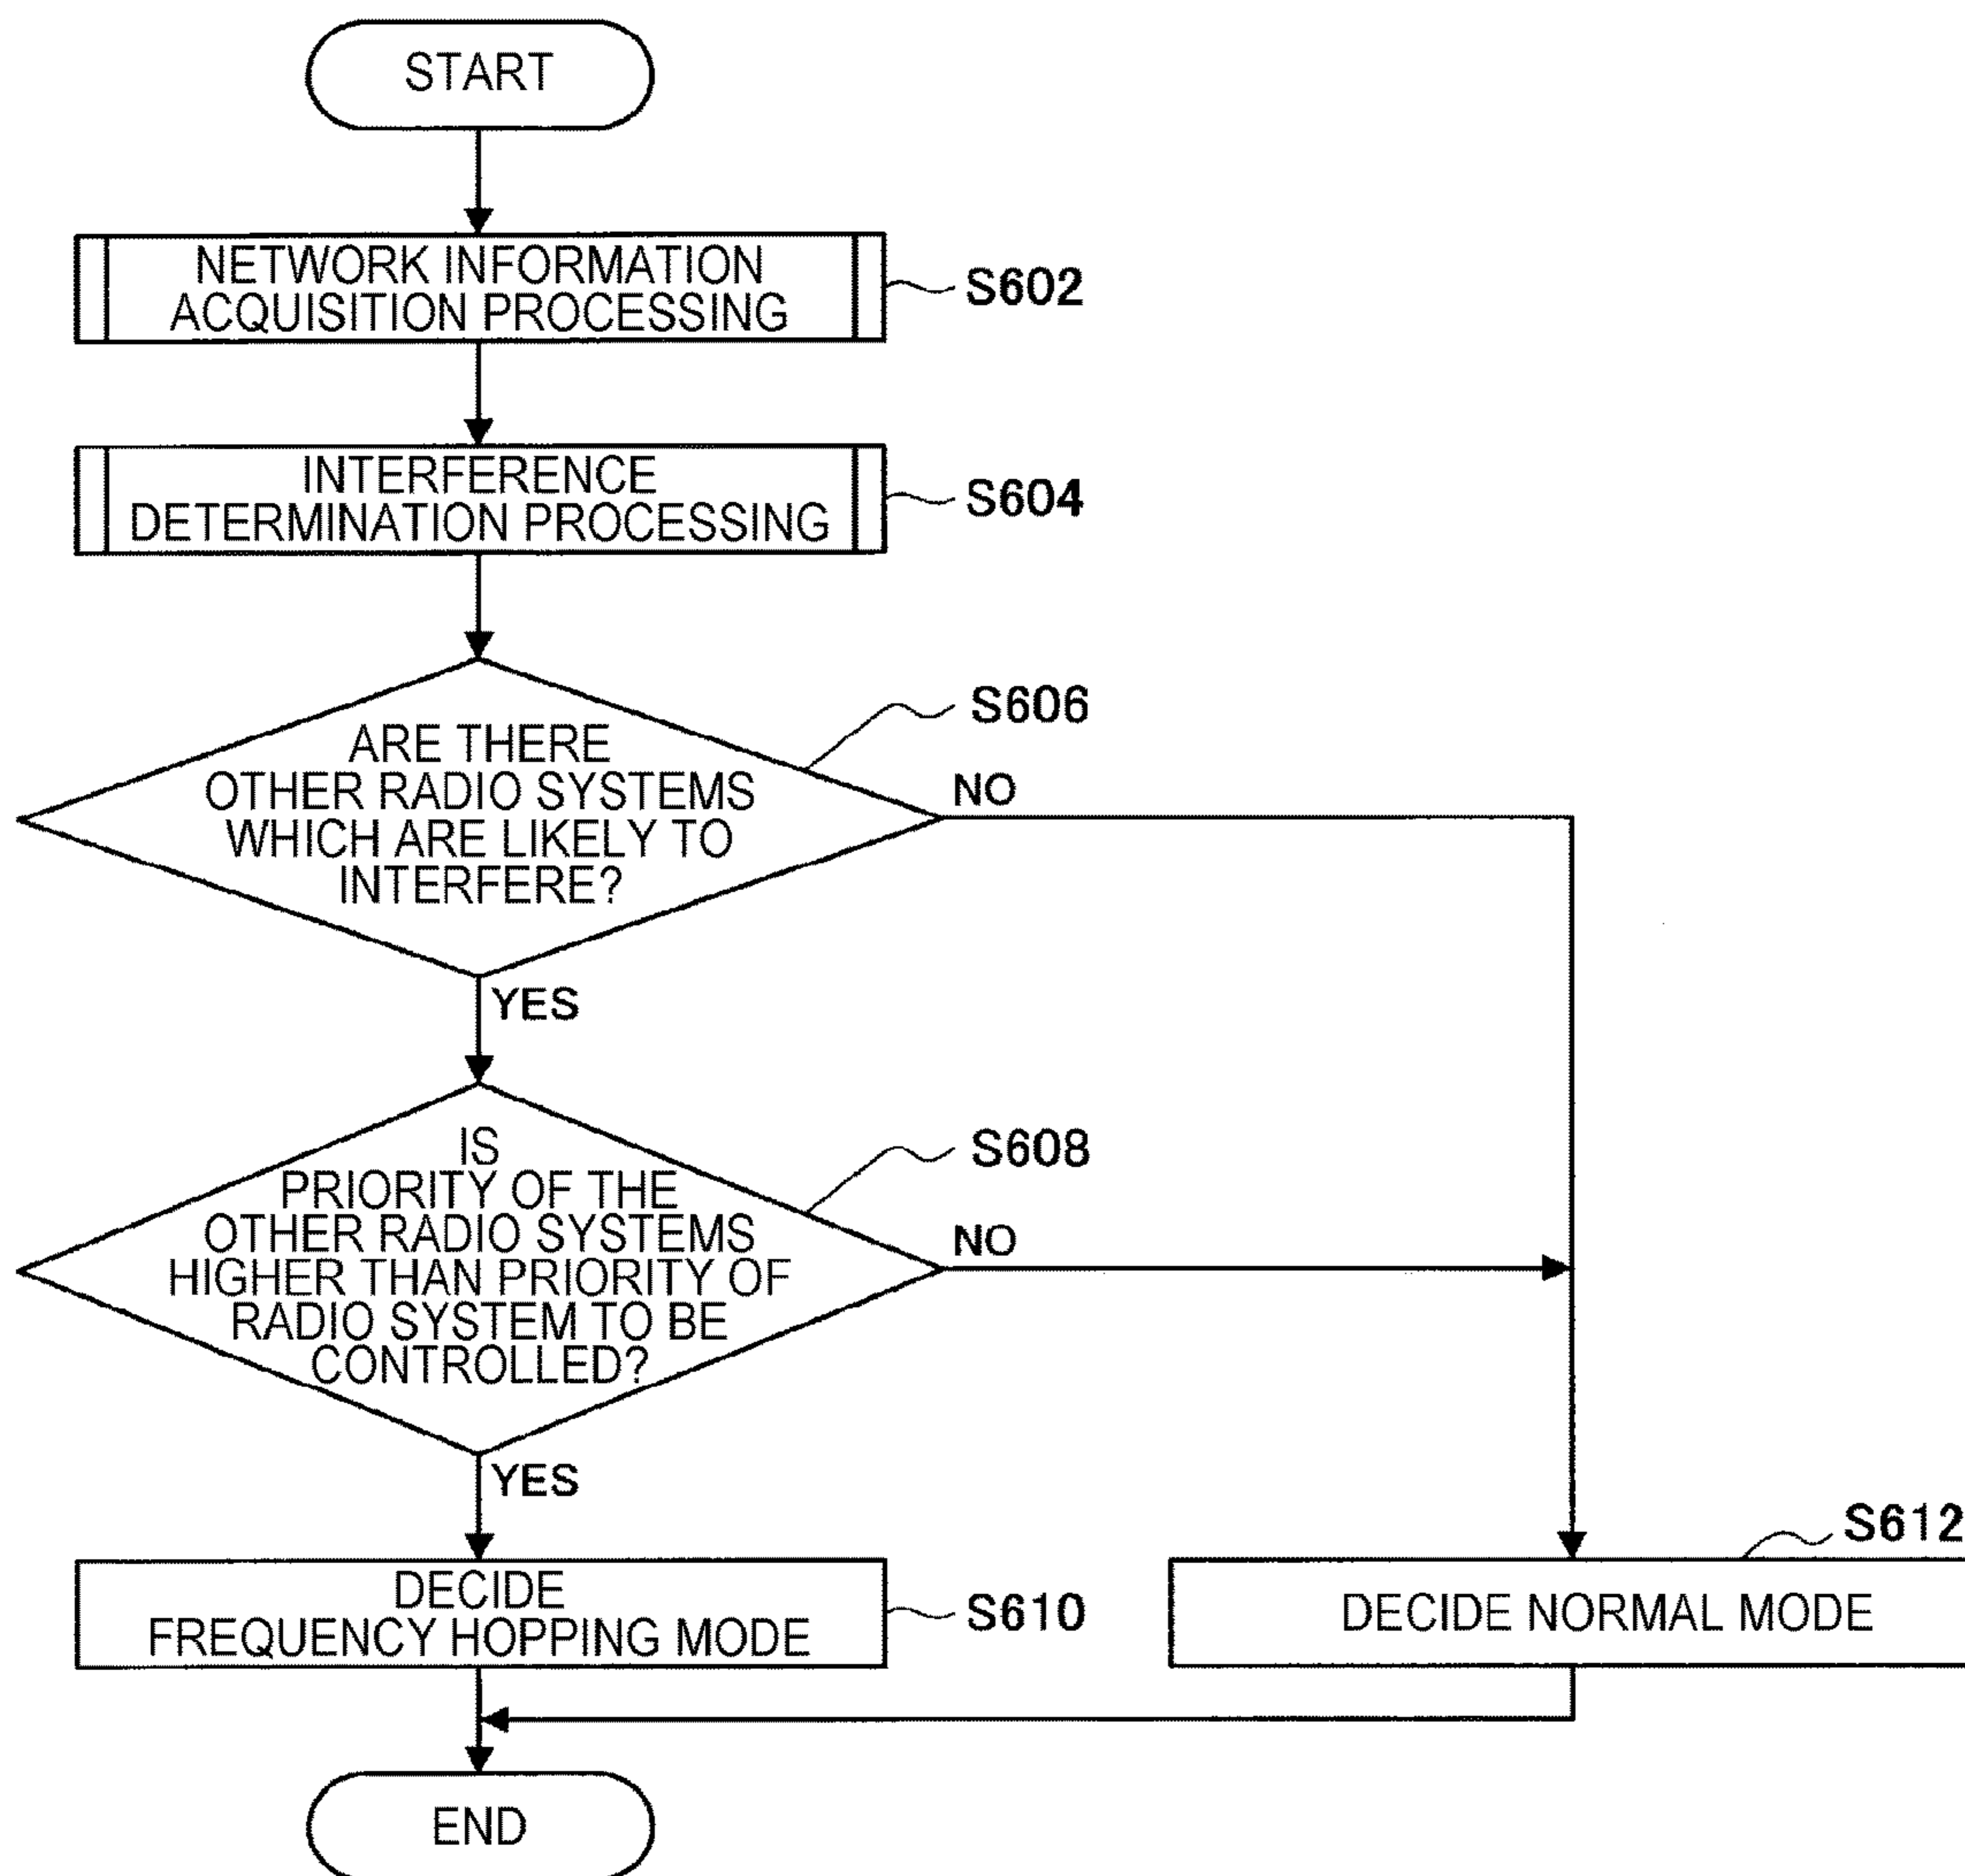 START
NETWORK INFORMATION
ACQUISITION PROCESSING
S602
INTERFERENCE
DETERMINATION PROCESSING
S604
ARE THERE
OTHER RADIO SYSTEMS
WHICH ARE LIKELY TO
INTERFERE?
S606
NO
YES
IS
PRIORITY OF THE
OTHER RADIO SYSTEMS
HIGHER THAN PRIORITY OF
RADIO SYSTEM TO BE
CONTROLLED?
S608
NO
YES
DECIDE
FREQUENCY HOPPING MODE
S610
DECIDE NORMAL MODE
S612
END